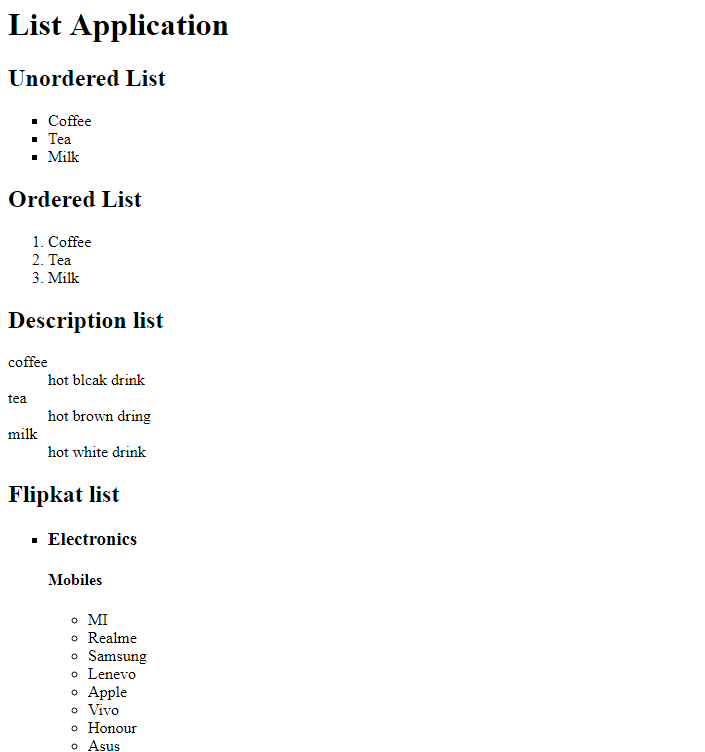 List Application
Unordered List
Coffee
Tea
Milk
Ordered List
1. Coffee
2. Tea
3. Milk
Description list
coffee
hot blcak drink
tea
hot brown dring
milk
hot white drink
Flipkat list
Electronics
Mobiles
MI
Realme
Samsung
Lenevo
Apple
Vivo
Honour
Asus